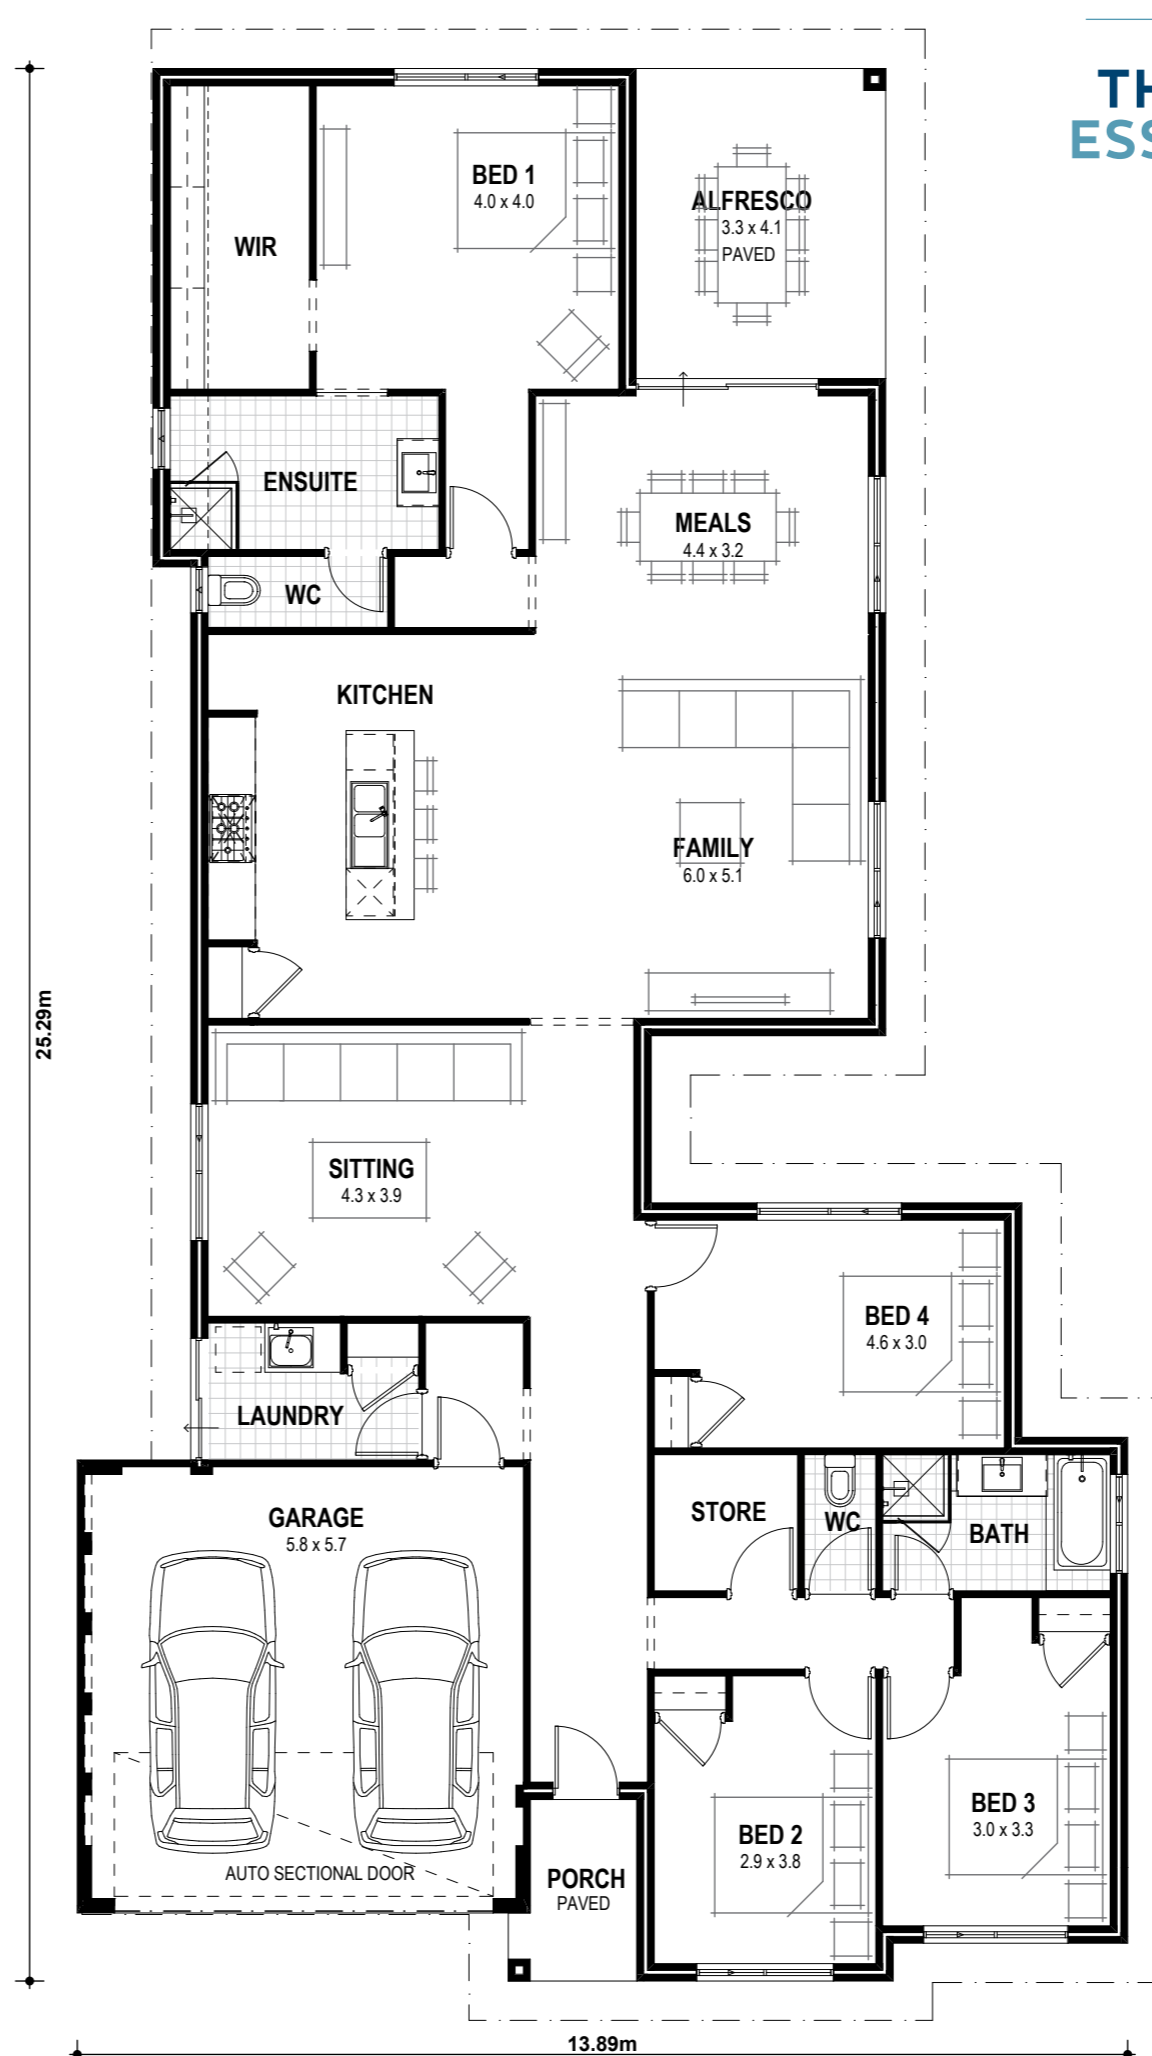 TH
ESS
BED 1
4.0 x 4.0
ALFRESCO
3.3 x 4.1
PAVED
WIR
ENSUITE
MEALS
4.4 x 3.2
WC
KITCHEN
FAMILY
6.0 x 5.1
25.29m
SITTING
4.3 x 3.9
BED 4
4.6 x 3.0
LAUNDRY
GARAGE
5.8 x 5.7
STORE
WC
BATH
BED 3
3.0 x 3.3
BED 2
2.9 x 3.8
AUTO SECTIONAL DOOR
PORCH
PAVED
13.89m